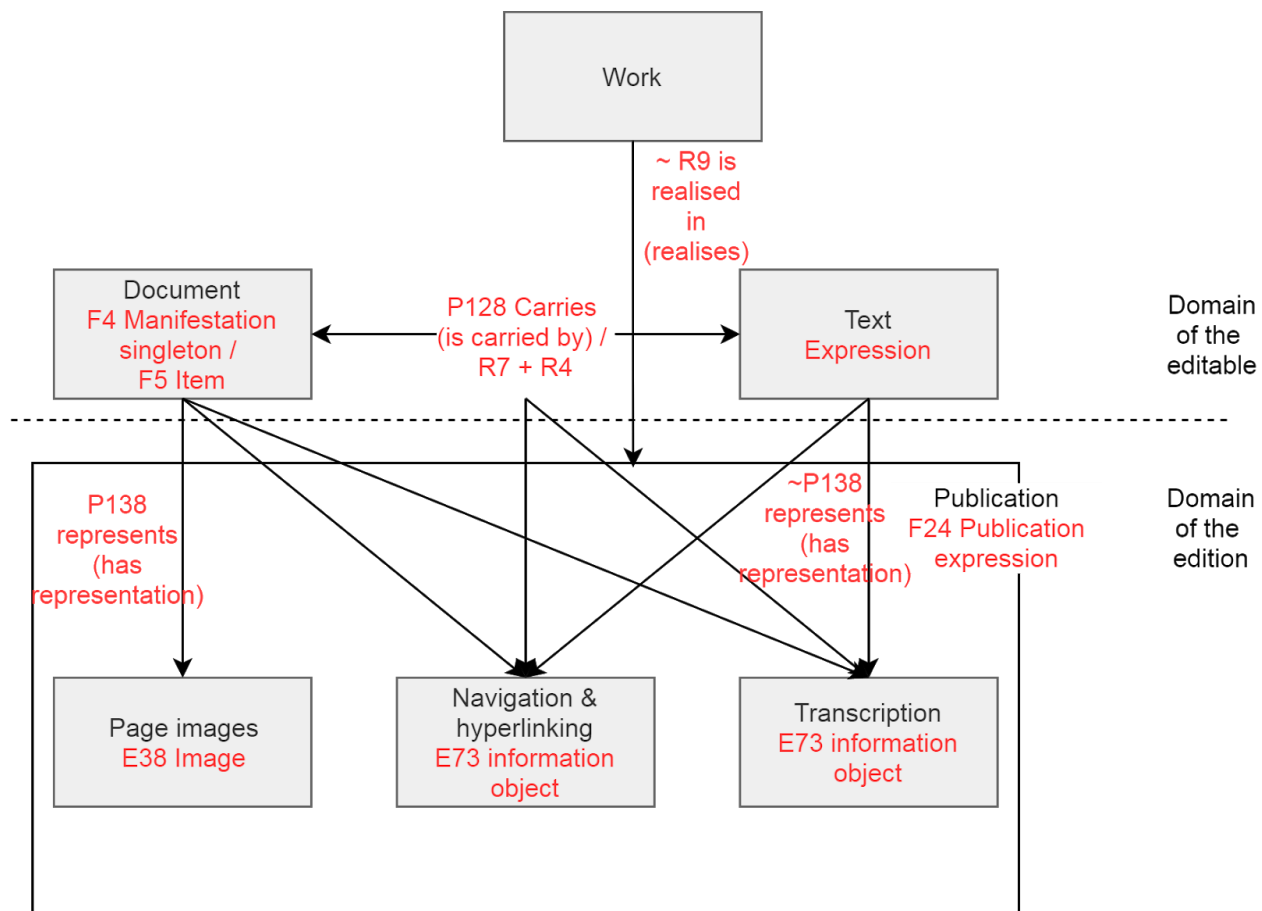 Work
~ R9 is
realised
in
(realises)
Document
F4 Manifestation
singleton /
F5 Item
P128 Carries
(is carried by) /
R7 + R4
Text
Expression
Domain
of the
editable
P138
represents
(has
representation)
~P138
represents
(has
representation)
Publication
F24 Publication
expression
Domain
of the
edition
Page images
E38 Image
Navigation &
hyperlinking
E73 information
object
Transcription
E73 information
object